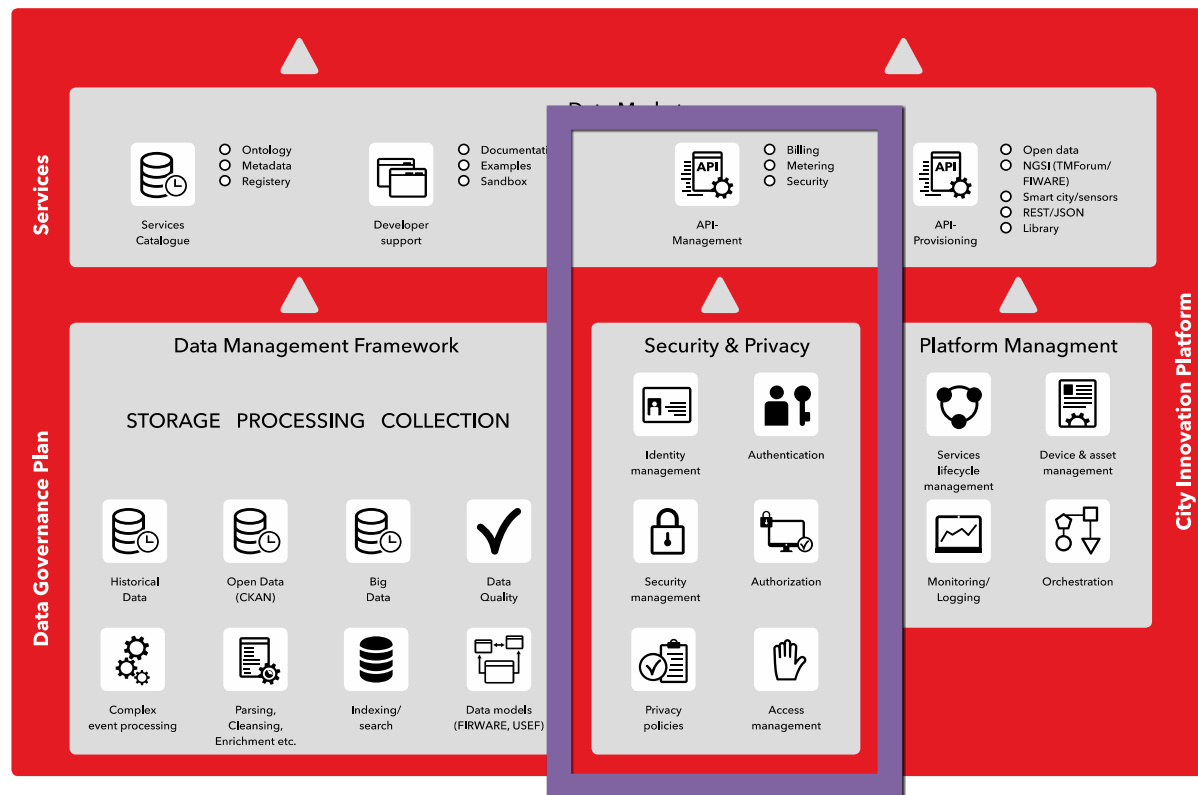 Services
Services
Catalogue
Ontology
Metadata
Registery
Developer
support
Examples
Sandbox
API
API-
Management
Billing
Metering
Security
API
API-
Provisioning
Open data
NGSI (TMForum/
FIWARE)
Smart city/sensors
REST/JSON
Library
City Innovation Platform
Data Governance Plan
Data Management Framework
STORAGE PROCESSING COLLECTION
Historical
Data
Open Data
(CKAN)
Big
Data
Data
Quality
Complex
event processing
Parsing,
Cleansing,
Enrichment etc.
Indexing/
search
Data models
(FIRWARE, USEF)
Security & Privacy
Identity
management
Authentication
Security
management
Authorization
Privacy
policies
Access
management
Platform Managment
Services
lifecycle
management
Device & asset
management
Monitoring/
Logging
Orchestration